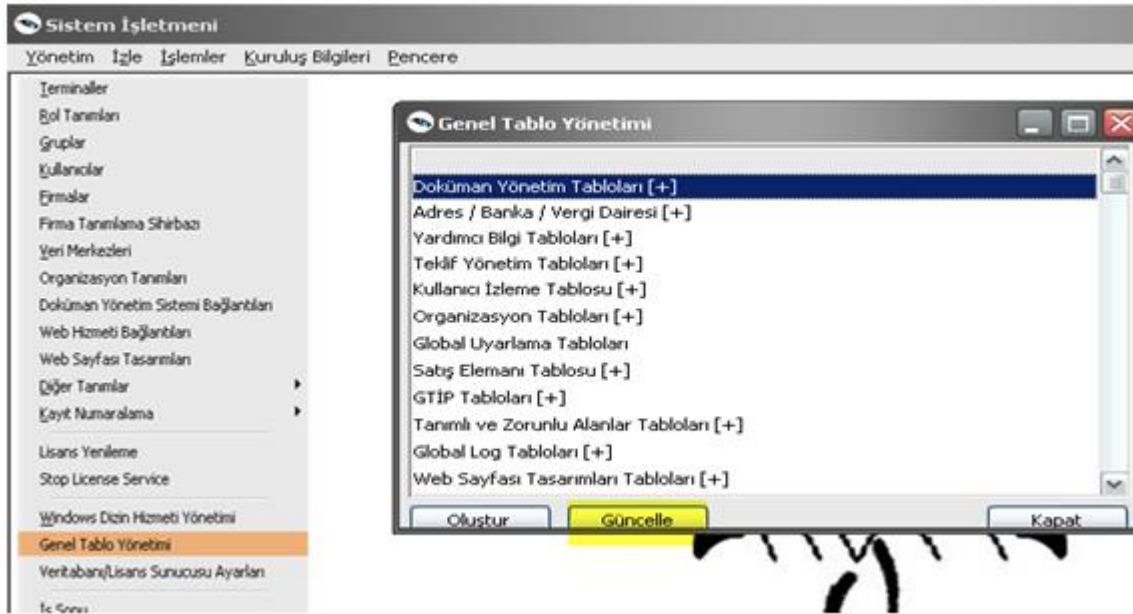 Sistem İşletmeni
Yönetim İzle İşlemler Kuruluş Bilgileri Pencere
Terminaller
Rol Tanımları
Gruplar
Kullanıcılar
Firmalar
Firma Tanımlama Sihirbazı
Veri Merkezleri
Organizasyon Tanımları
Doküman Yönetim Sistemi Bağlantıları
Web Hizmeti Bağlantıları
Web Sayfası Tasarımları
Diğer Tanımlar
Kayıt Numaralama
Lisans Yenileme
Stop License Service
Windows Dizin Hizmeti Yönetimi
Genel Tablo Yönetimi
Veritabanı/Lisans Sunucusu Ayarları
İş Sonu
Genel Tablo Yönetimi
Doküman Yönetim Tabloları [+]
Adres / Banka / Vergi Dairesi [+]
Yardımcı Bilgi Tabloları [+]
Teklif Yönetim Tabloları [+]
Kullanıcı İzleme Tablosu [+]
Organizasyon Tabloları [+]
Global Uyarlama Tabloları
Satış Elemanı Tablosu [+]
GTİP Tabloları [+]
Tanımlı ve Zorunlu Alanlar Tabloları [+]
Global Log Tabloları [+]
Web Sayfası Tasarımları Tabloları [+]
Oluştur Güncelle Kapat